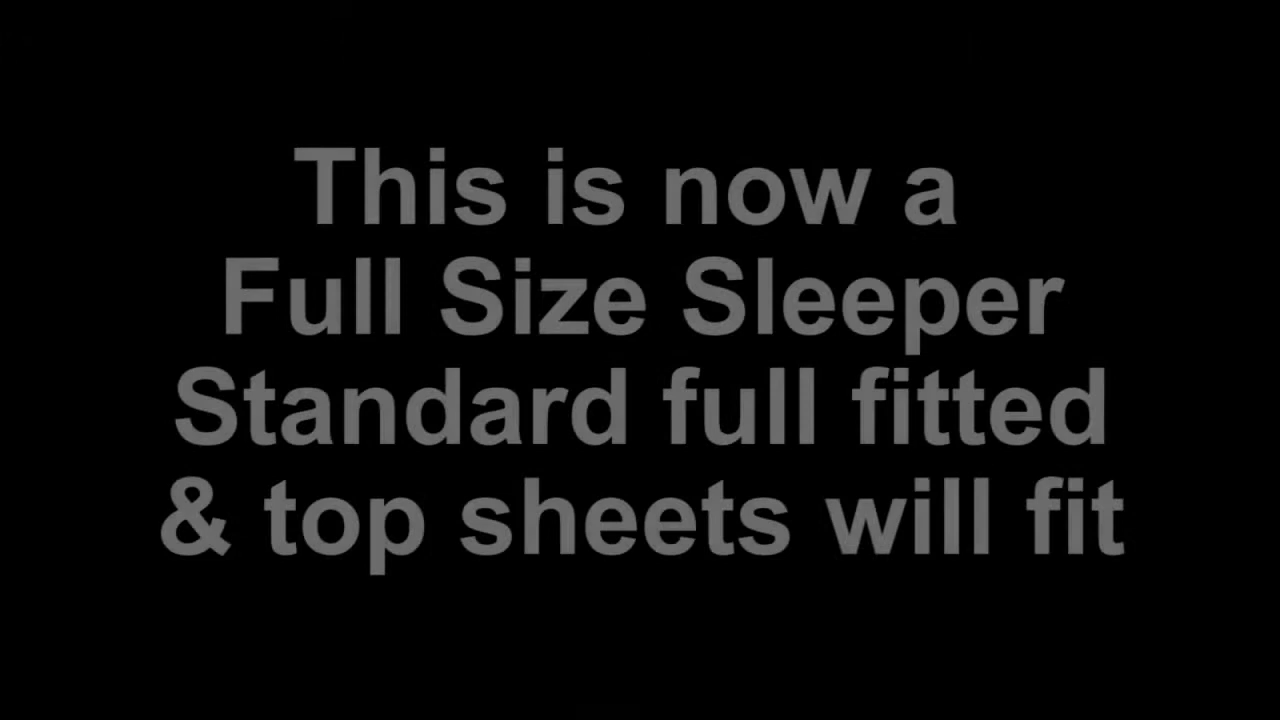 This is now a
Full Size Sleeper
Standard full fitted
& top sheets will fit